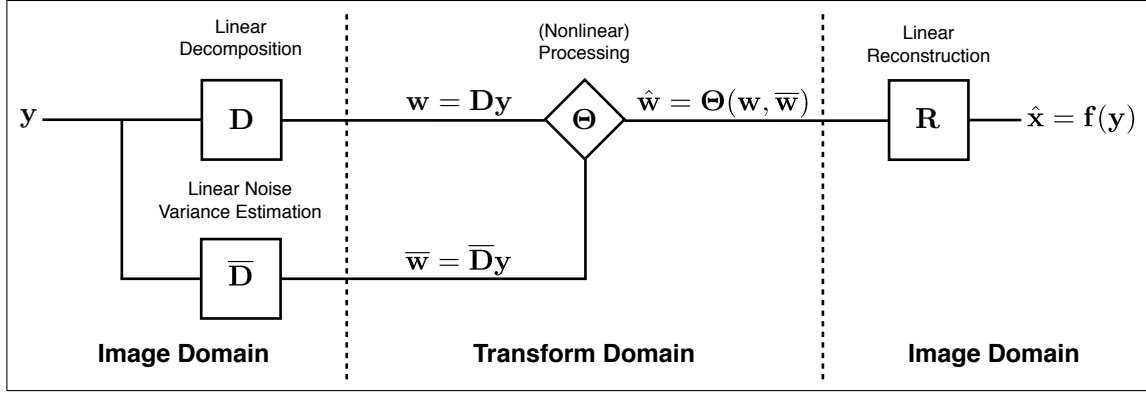 Linear
Decomposition
(Nonlinear)
Processing
Linear
Reconstruction
y
D
w = Dy
Θ
ŵ = Θ(w, w̅)
R
x̂ = f(y)
Linear Noise
Variance Estimation
D̅
w̅ = D̅y
Image Domain
Transform Domain
Image Domain